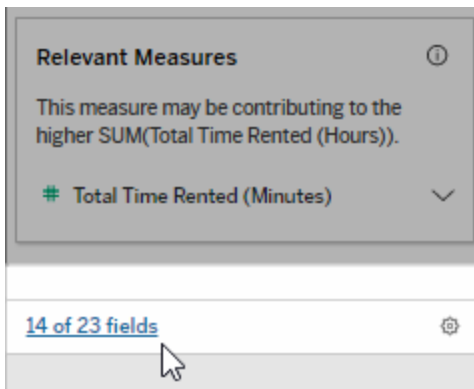 Relevant Measures
This measure may be contributing to the
higher SUM(Total Time Rented (Hours)).
Total Time Rented (Minutes)
14 of 23 fields